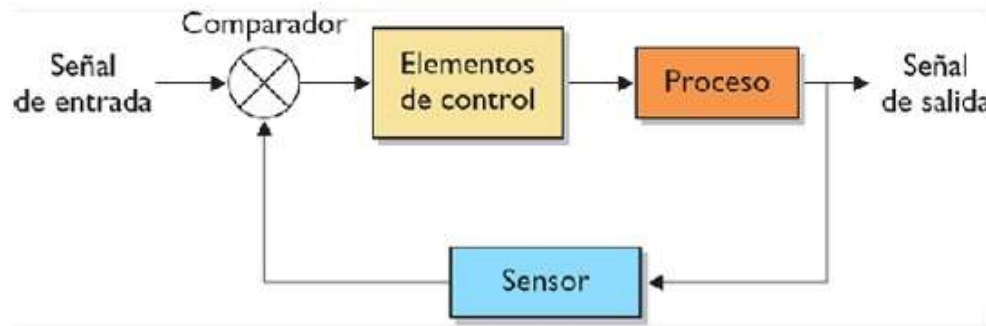 Comparador
Señal
de entrada
Elementos
de control
Proceso
Señal
de salida
Sensor